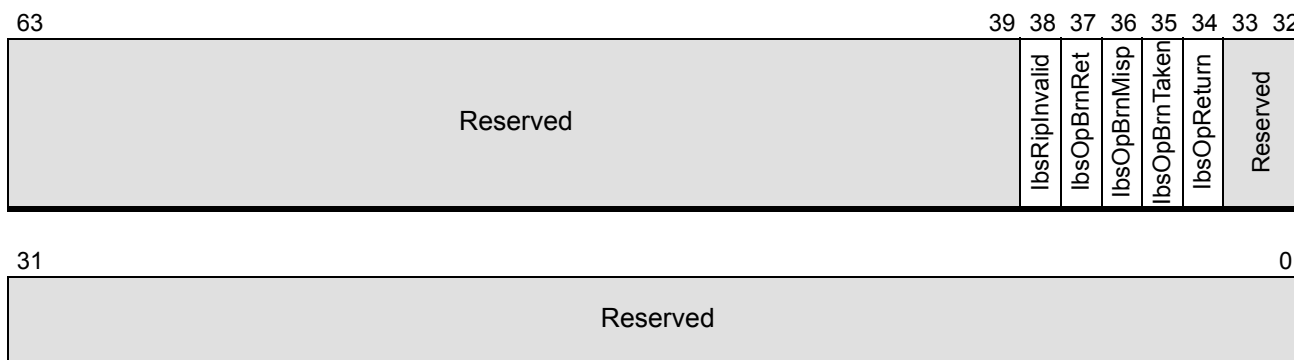 63 39 38 37 36 35 34 33 32
Reserved
IbsRipInvalid
IbsOpBrnRet
IbsOpBrnMisp
IbsOpBrnTaken
IbsOpReturn
Reserved
31 0
Reserved